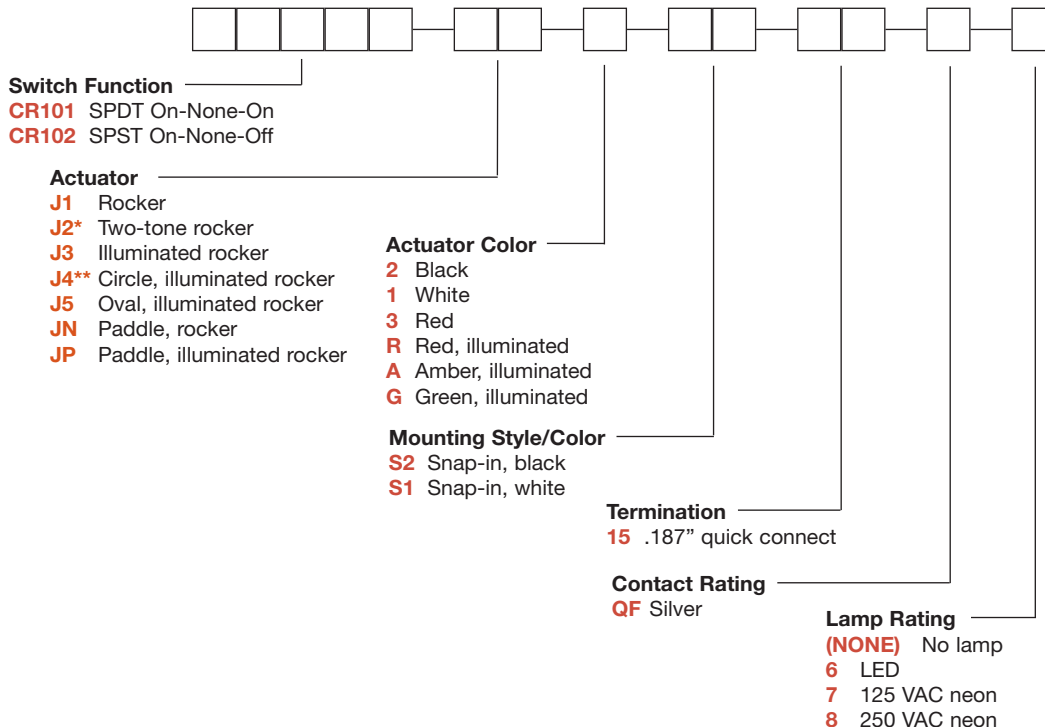 Switch Function
CR101 SPDT On-None-On
CR102 SPST On-None-Off
Actuator
J1 Rocker
J2* Two-tone rocker
J3 Illuminated rocker
J4** Circle, illuminated rocker
J5 Oval, illuminated rocker
JN Paddle, rocker
JP Paddle, illuminated rocker
Actuator Color
2 Black
1 White
3 Red
R Red, illuminated
A Amber, illuminated
G Green, illuminated
Mounting Style/Color
S2 Snap-in, black
S1 Snap-in, white
Termination
15 .187” quick connect
Contact Rating
QF Silver
Lamp Rating
(NONE) No lamp
6 LED
7 125 VAC neon
8 250 VAC neon